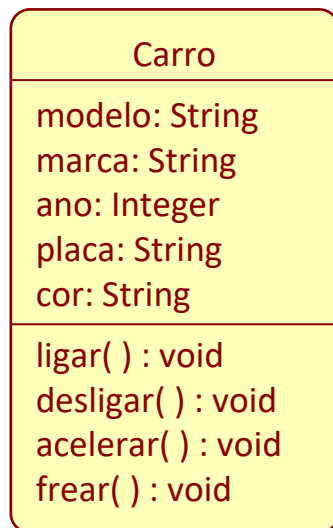 Carro
modelo: String
marca: String
ano: Integer
placa: String
cor: String
ligar( ) : void
desligar( ) : void
acelerar( ) : void
frear( ) : void